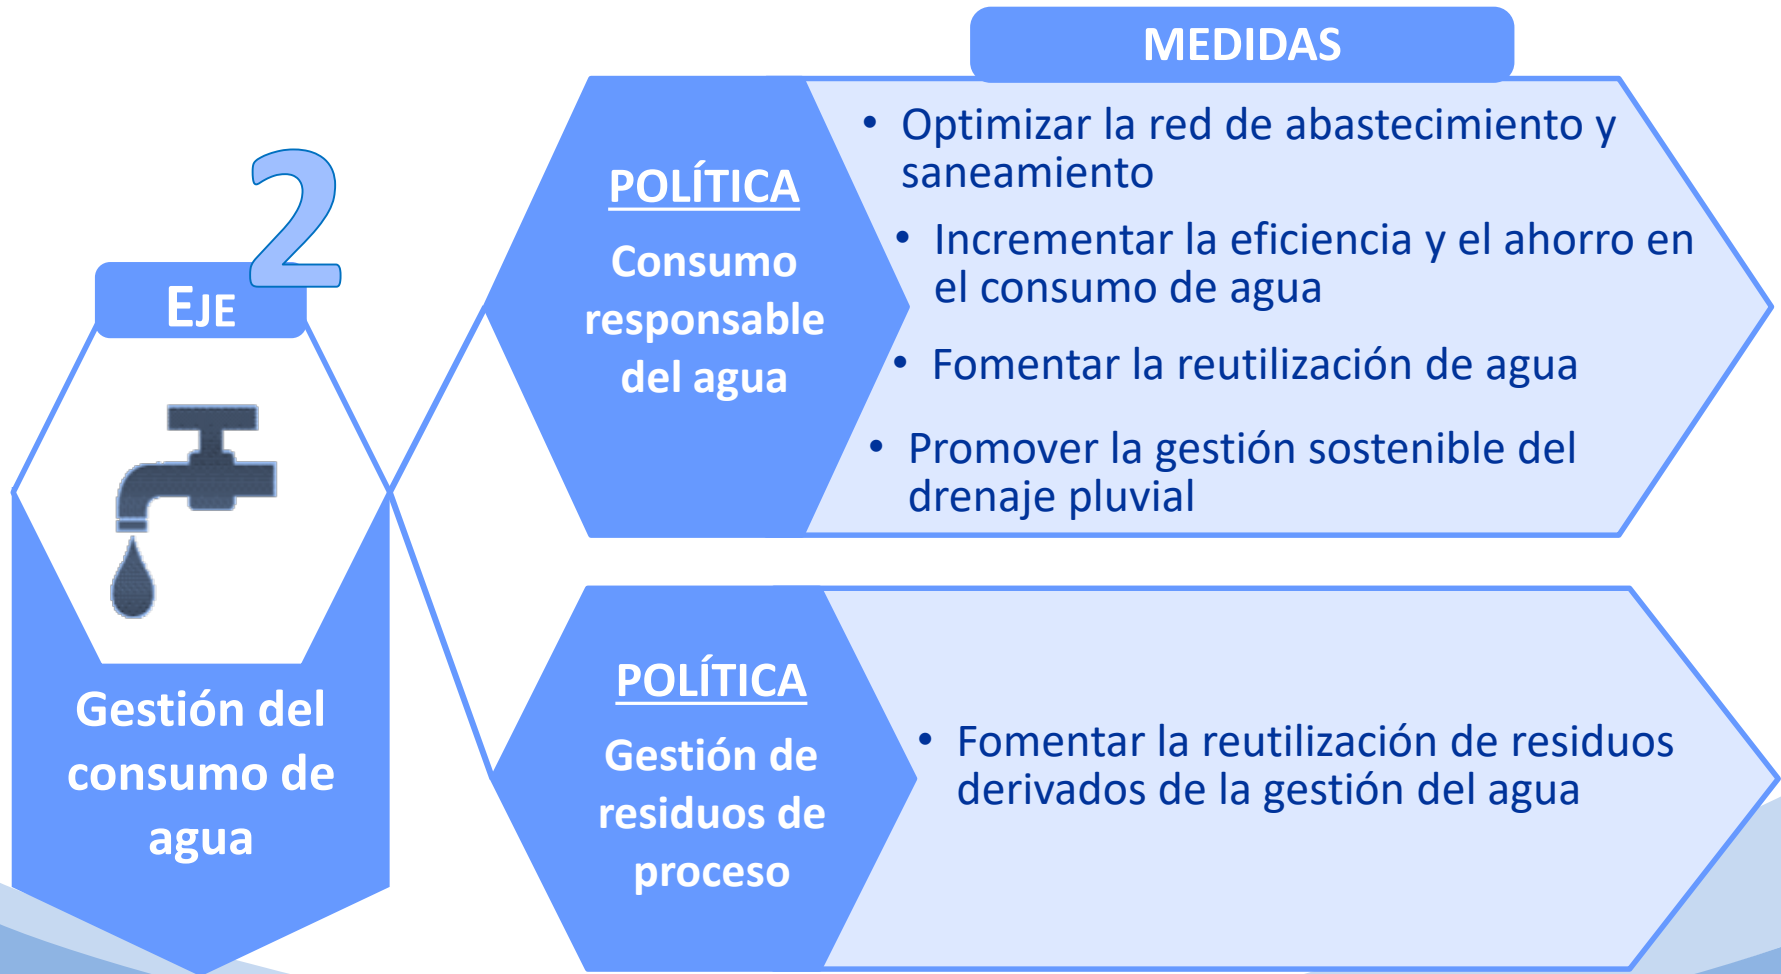 MEDIDAS
2
EJE
Gestión del
consumo de
agua
POLÍTICA
Consumo
responsable
del agua
• Optimizar la red de abastecimiento y
saneamiento
• Incrementar la eficiencia y el ahorro en
el consumo de agua
• Fomentar la reutilización de agua
• Promover la gestión sostenible del
drenaje pluvial
POLÍTICA
Gestión de
residuos de
proceso
• Fomentar la reutilización de residuos
derivados de la gestión del agua